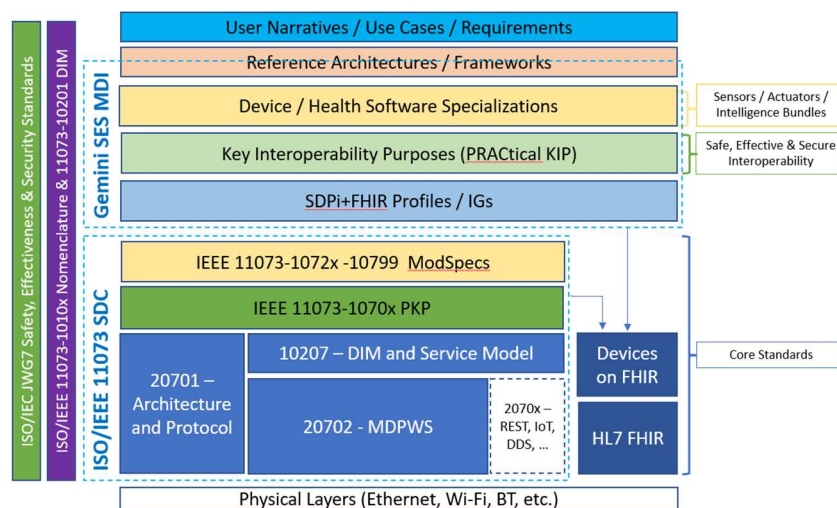 ISO/IEC JWG7 Safety, Effectiveness & Security Standards
ISO/IEEE 11073-1010x Nomenclature & 11073-10201 DIM
User Narratives / Use Cases / Requirements
Gemini SES MDI
Reference Architectures / Frameworks
Device / Health Software Specializations
Sensors / Actuators /
Intelligence Bundles
Key Interoperability Purposes (PRACtical KIP)
Safe, Effective & Secure
Interoperability
SDPi+FHIR Profiles / IGs
ISO/IEEE 11073 SDC
IEEE 11073-1072x -10799 ModSpecs
IEEE 11073-1070x PKP
20701 –
Architecture
and Protocol
10207 – DIM and Service Model
20702 - MDPWS
2070x –
REST, IoT,
DDS, ...
Devices
on FHIR
HL7 FHIR
Core Standards
Physical Layers (Ethernet, Wi-Fi, BT, etc.)